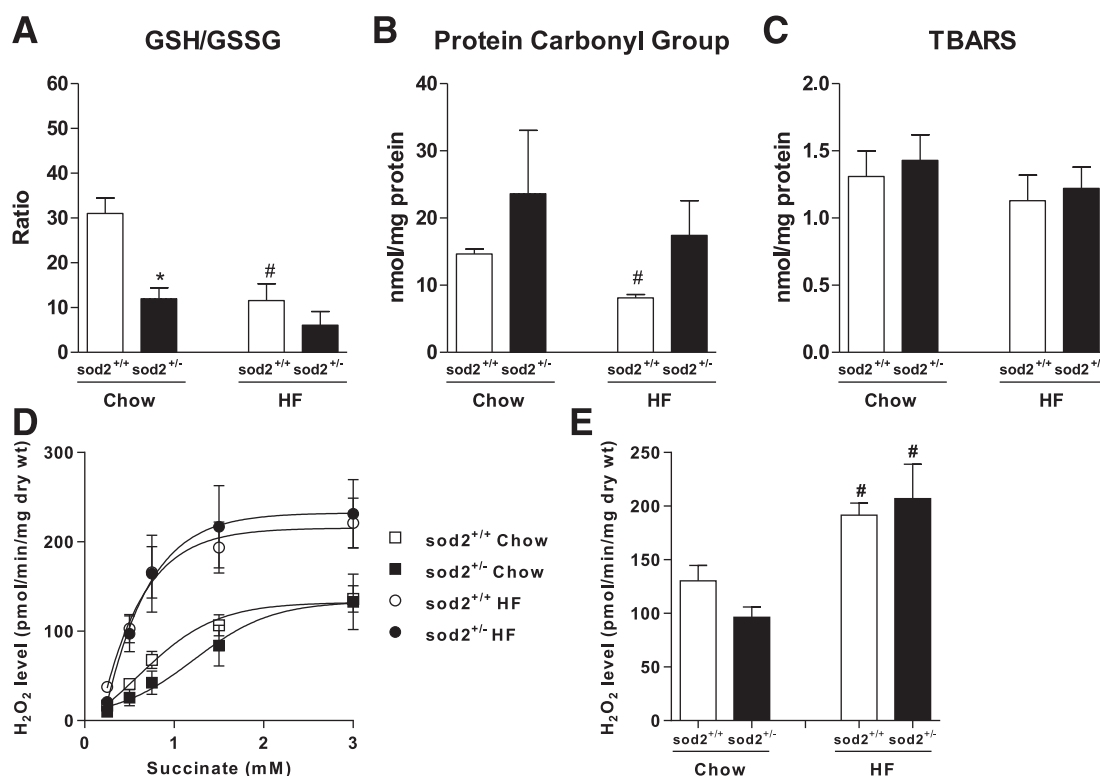 A
GSH/GSSG
Ratio
60
50
40
30
20
10
0
*
#
sod2+/+ sod2+/- sod2+/+ sod2+/-
Chow HF
B
Protein Carbonyl Group
nmol/mg protein
40
30
20
10
0
#
sod2+/+ sod2+/- sod2+/+ sod2+/-
Chow HF
C
TBARS
nmol/mg protein
2.0
1.5
1.0
0.5
0.0
sod2+/+ sod2+/- sod2+/+ sod2+/
Chow HF
D
H2O2 level (pmol/min/mg dry wt)
300
200
100
0
0 1 2 3
Succinate (mM)
sod2+/+ Chow
sod2+/- Chow
sod2+/+ HF
sod2+/- HF
E
H2O2 level (pmol/min/mg dry wt)
250
200
150
100
50
0
# #
sod2+/+ sod2+/- sod2+/+ sod2+/-
Chow HF